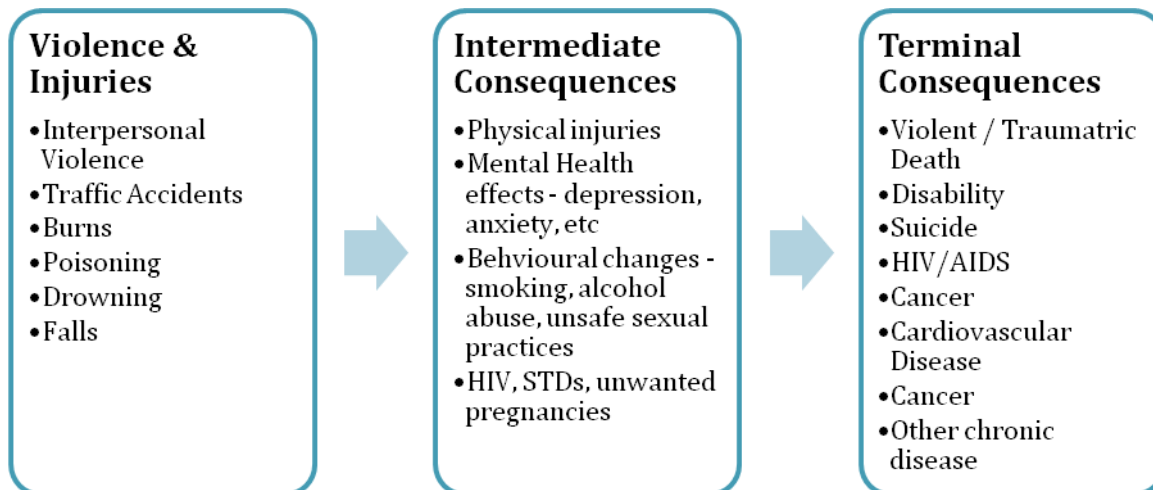 Violence &
Injuries
•Interpersonal
Violence
•Traffic Accidents
•Burns
•Poisoning
•Drowning
•Falls
Intermediate
Consequences
•Physical injuries
•Mental Health
effects - depression,
anxiety, etc
•Behvioural changes -
smoking, alcohol
abuse, unsafe sexual
practices
•HIV, STDs, unwanted
pregnancies
Terminal
Consequences
•Violent / Traumatric
Death
•Disability
•Suicide
•HIV/AIDS
•Cancer
•Cardiovascular
Disease
•Cancer
•Other chronic
disease